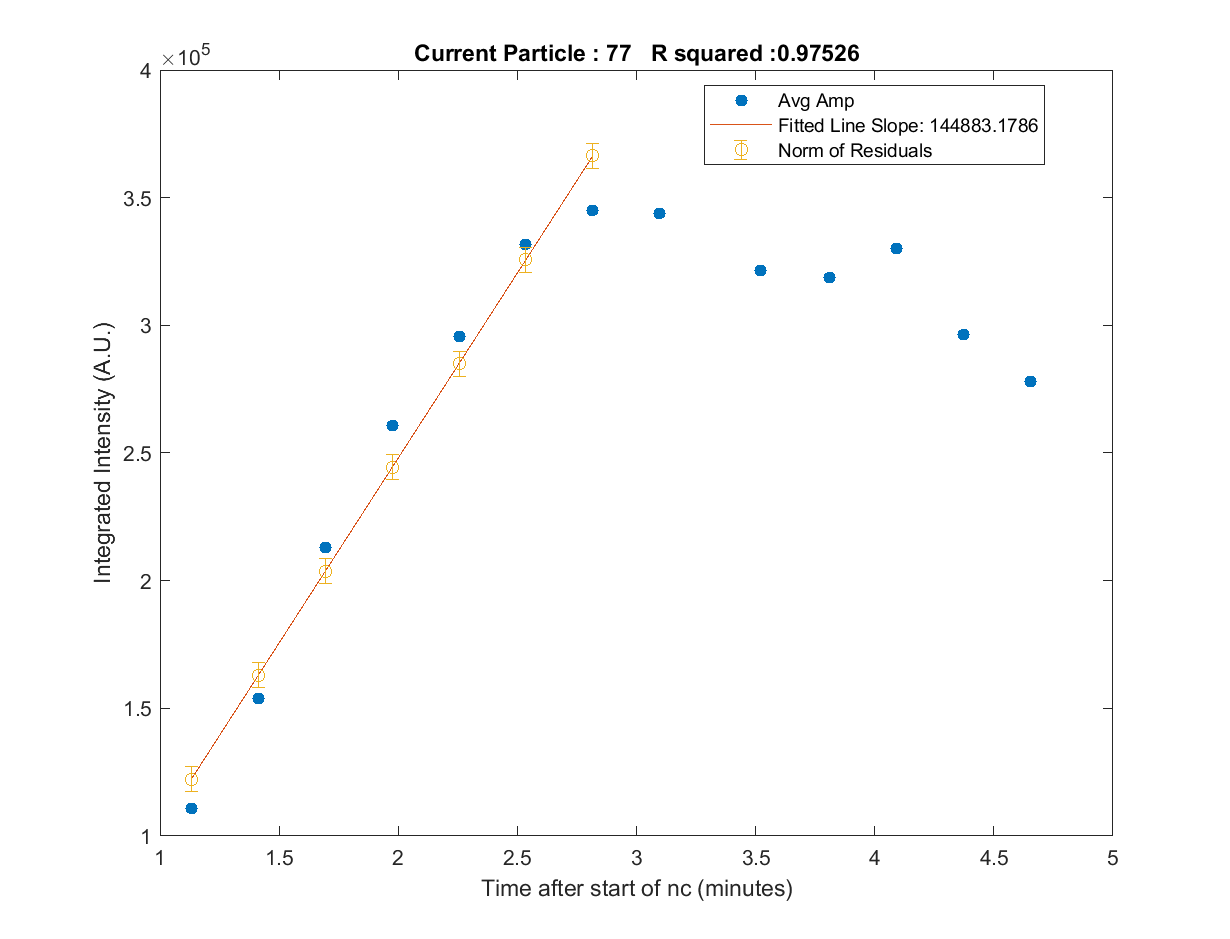 Current Particle : 77 R squared :0.97526
×10^5
Avg Amp
Fitted Line Slope: 144883.1786
Norm of Residuals
4
3.5
3
2.5
2
1.5
1
Integrated Intensity (A.U.)
1 1.5 2 2.5 3 3.5 4 4.5 5
Time after start of nc (minutes)